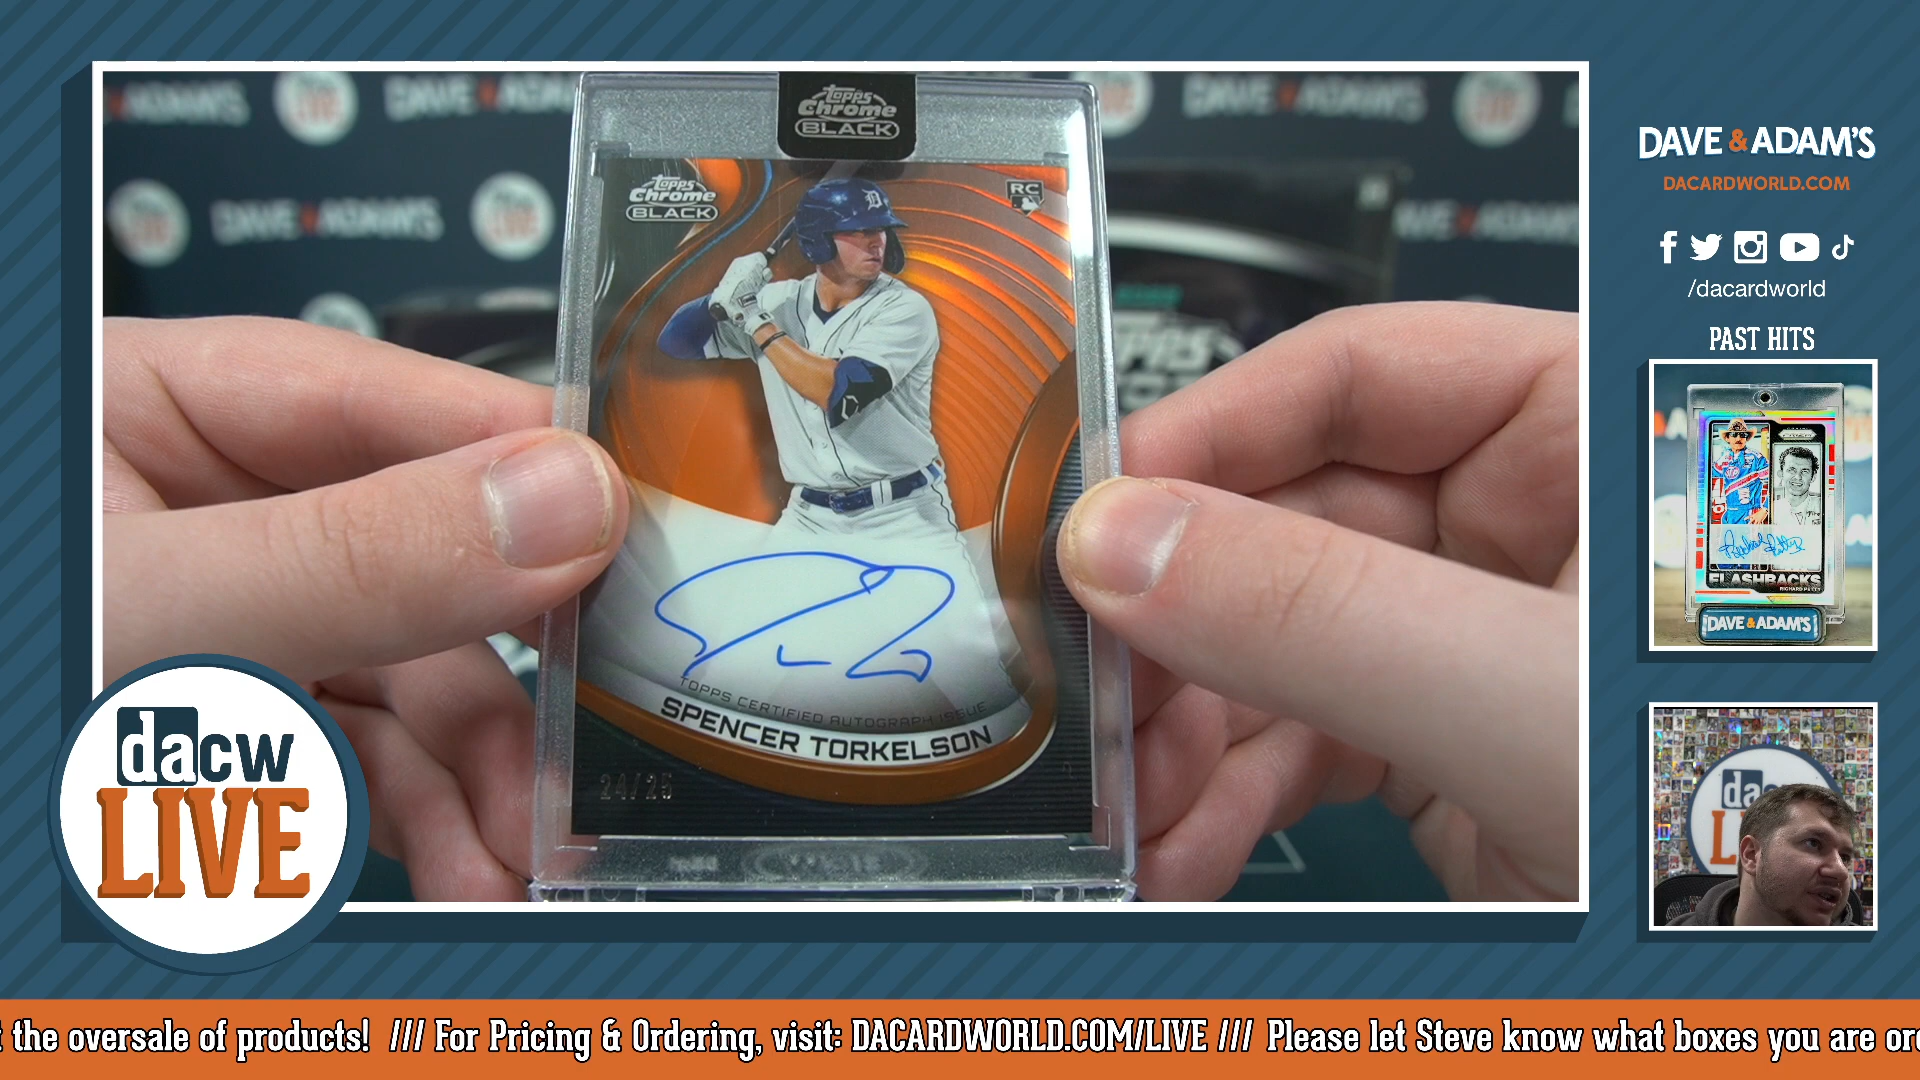 Topps
Chrome
BLACK
Topps
Chrome
BLACK
RC
TOPPS CERTIFIED AUTOGRAPH ISSUE
SPENCER TORKELSON
24/25
DAVE & ADAM'S
DACARDWORLD.COM
/dacardworld
PAST HITS
FLASHBACKS
RICHARD PETTY
DAVE & ADAM'S
dacw
LIVE
the oversale of products! /// For Pricing & Ordering, visit: DACARDWORLD.COM/LIVE /// Please let Steve know what boxes you are